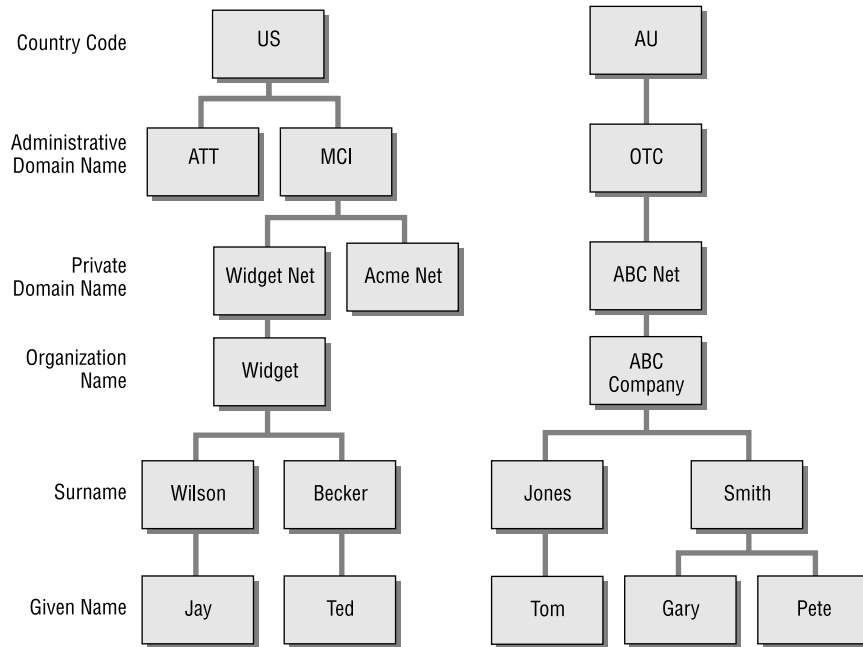 Country Code
US
AU
Administrative
Domain Name
ATT
MCI
OTC
Private
Domain Name
Widget Net
Acme Net
ABC Net
Organization
Name
Widget
ABC
Company
Surname
Wilson
Becker
Jones
Smith
Given Name
Jay
Ted
Tom
Gary
Pete